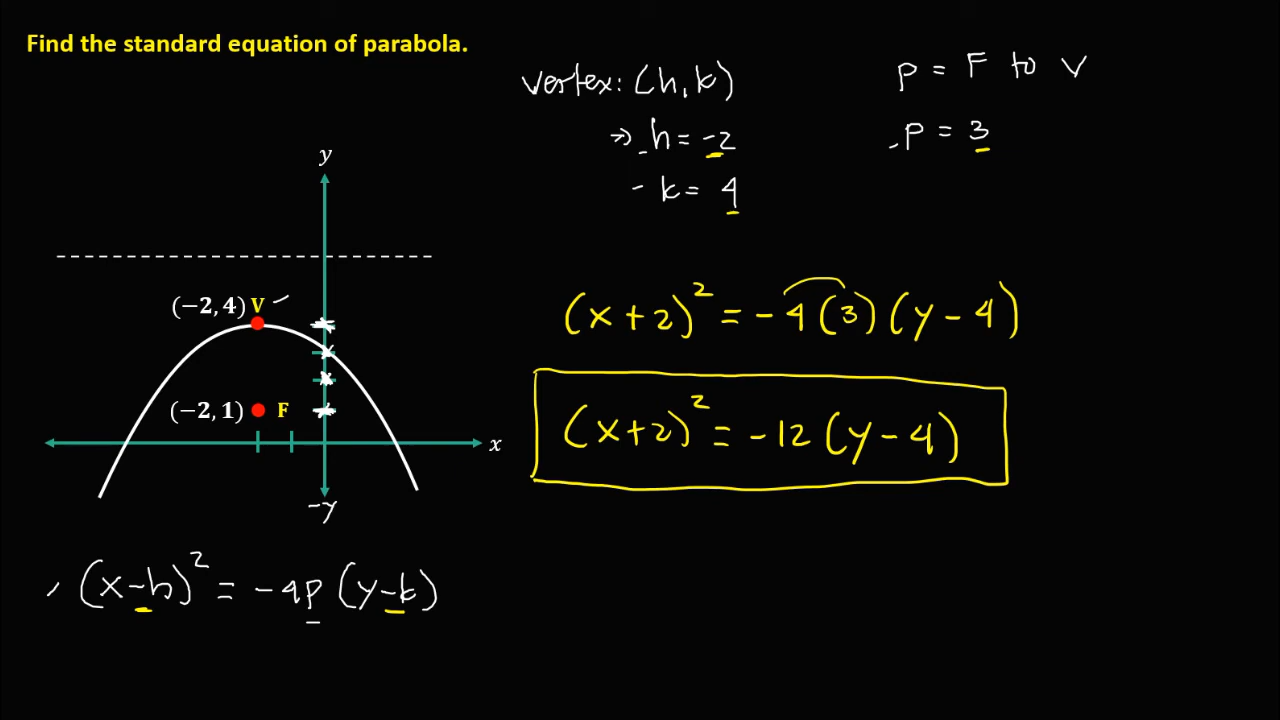 Find the standard equation of parabola.
vertex: (h, k)
=> h = -2
- k = 4
p = F to V
p = 3
y
(−2, 4) V
(−2, 1) F
x
-y
(x+2)² = -4(3)(y-4)
(x+2)² = -12(y-4)
(x-h)² = -4p(y-k)